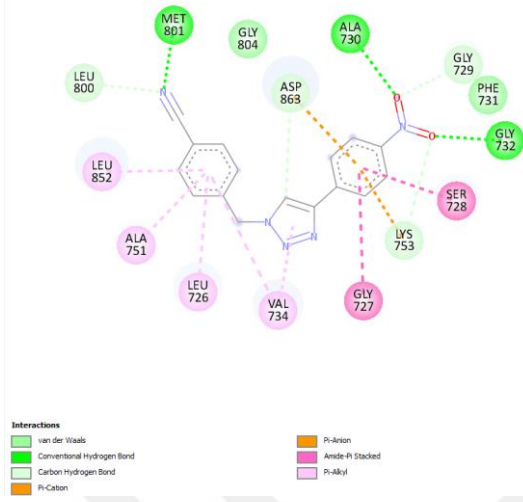 MET
801
GLY
804
ALA
730
GLY
729
LEU
800
ASP
863
PHE
731
N
O
N
O
GLY
732
LEU
852
SER
728
LYS
753
ALA
751
N
N
N
LEU
726
VAL
734
GLY
727
Interactions
van der Waals
Conventional Hydrogen Bond
Carbon Hydrogen Bond
Pi-Cation
Pi-Anion
Amide-Pi Stacked
Pi-Alkyl